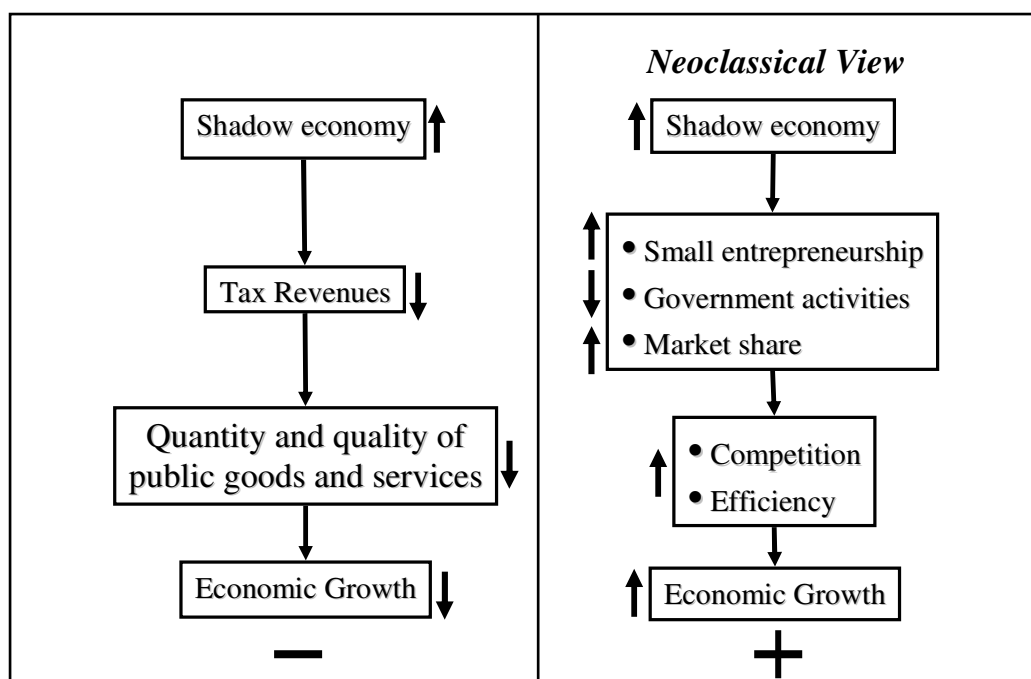 Shadow economy
Tax Revenues
Quantity and quality of
public goods and services
Economic Growth
Neoclassical View
Shadow economy
• Small entrepreneurship
• Government activities
• Market share
• Competition
• Efficiency
Economic Growth